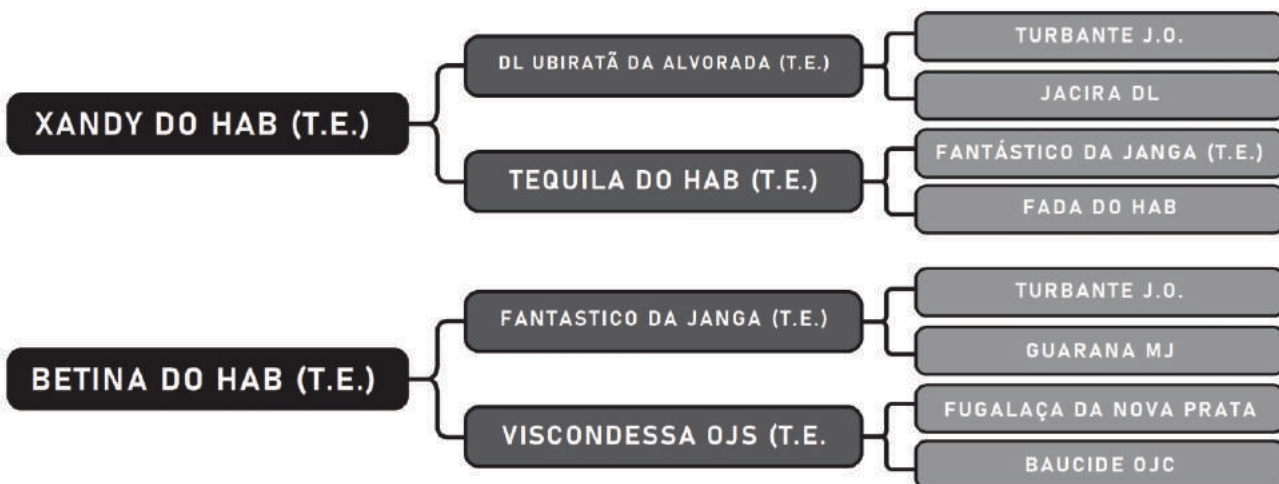 XANDY DO HAB (T.E.)
DL UBIRATÃ DA ALVORADA (T.E.)
TURBANTE J.O.
JACIRA DL
TEQUILA DO HAB (T.E.)
FANTÁSTICO DA JANGA (T.E.)
FADA DO HAB
BETINA DO HAB (T.E.)
FANTASTICO DA JANGA (T.E.)
TURBANTE J.O.
GUARANA MJ
VISCONDESSA OJS (T.E.
FUGALAÇA DA NOVA PRATA
BAUCIDE OJC